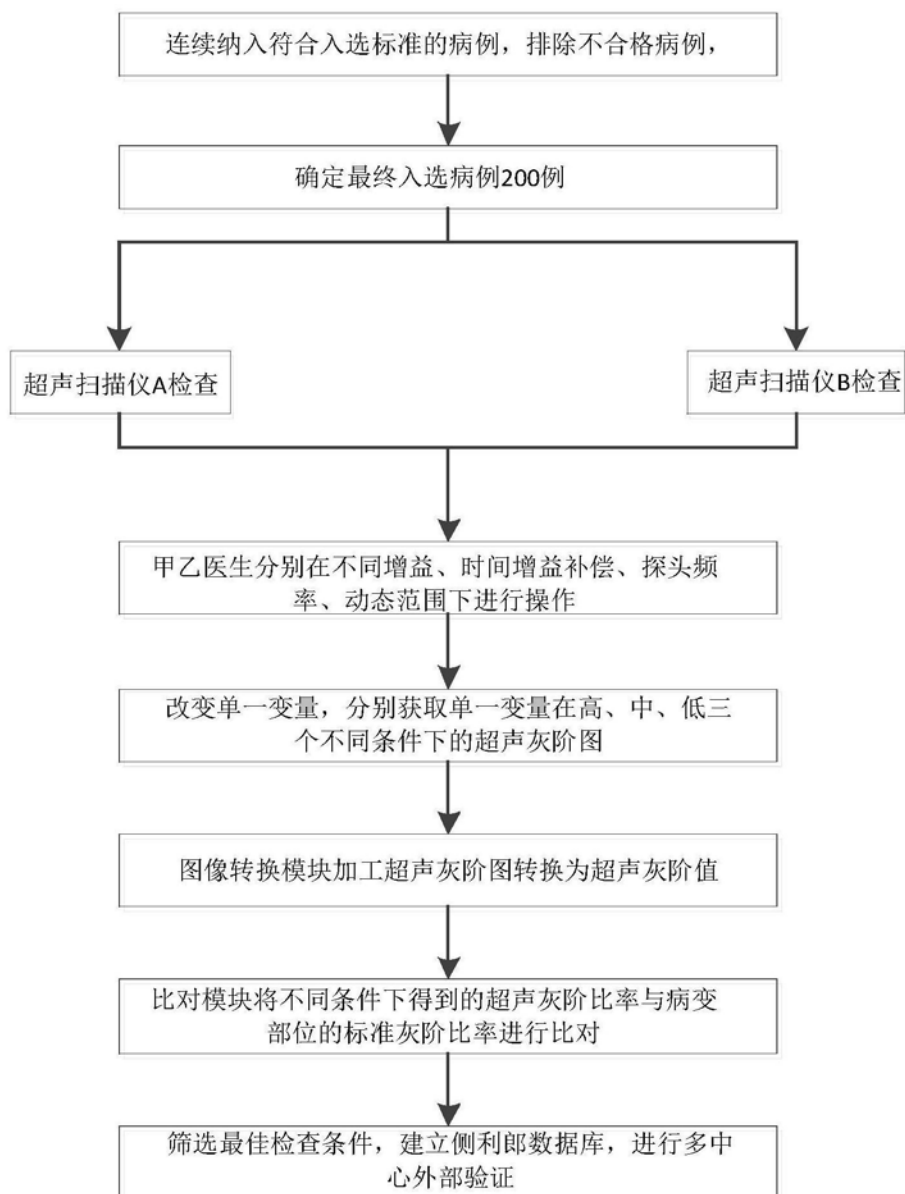 连续纳入符合入选标准的病例，排除不合格病例，
确定最终入选病例200例
超声扫描仪A检查
超声扫描仪B检查
甲乙医生分别在不同增益、时间增益补偿、探头频
率、动态范围下进行操作
改变单一变量，分别获取单一变量在高、中、低三
个不同条件下的超声灰阶图
图像转换模块加工超声灰阶图转换为超声灰阶值
比对模块将不同条件下得到的超声灰阶比率与病变
部位的标准灰阶比率进行比对
筛选最佳检查条件，建立侧利郎数据库，进行多中
心外部验证